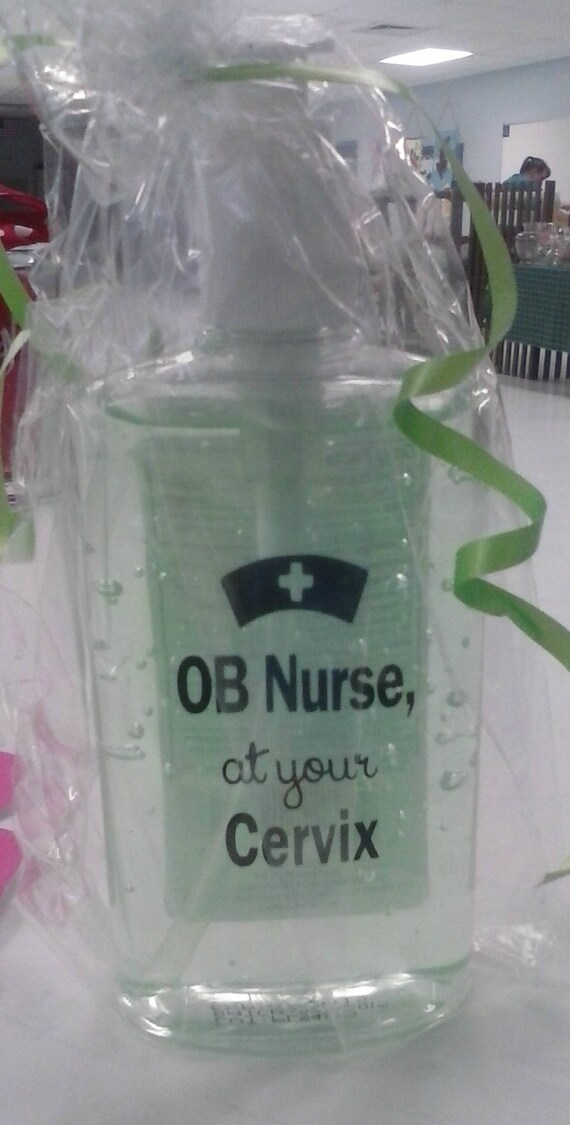 OB Nurse,
at your
Cervix